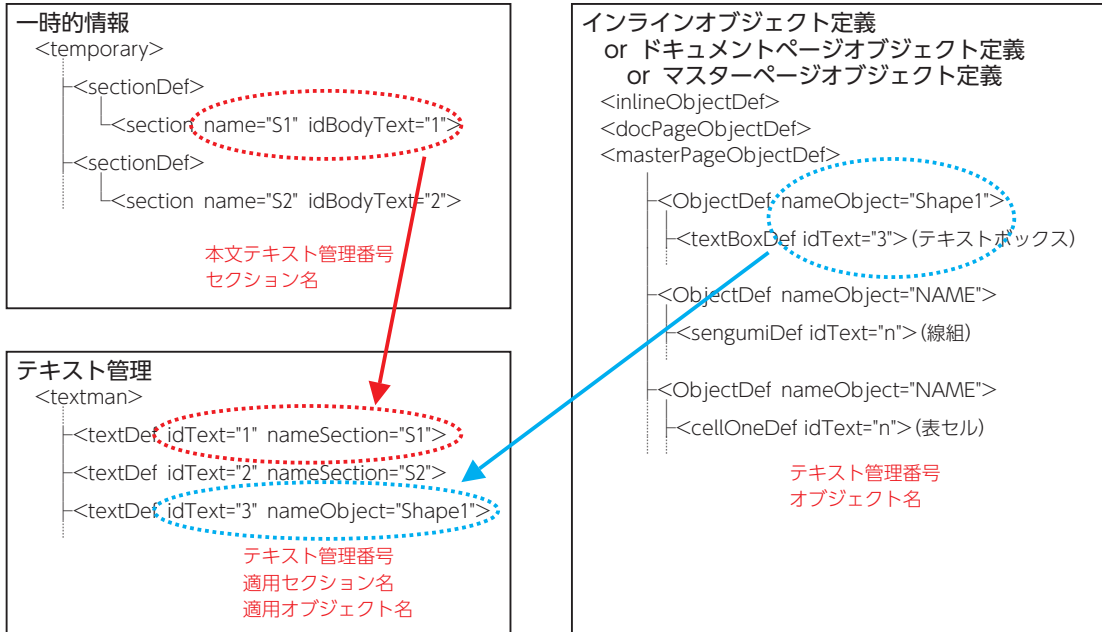 一時的情報
<temporary>
<sectionDef>
<section name="S1" idBodyText="1">
<sectionDef>
<section name="S2" idBodyText="2">
本文テキスト管理番号
セクション名
テキスト管理
<textman>
<textDef idText="1" nameSection="S1">
<textDef idText="2" nameSection="S2">
<textDef idText="3" nameObject="Shape1">
テキスト管理番号
適用セクション名
適用オブジェクト名
インラインオブジェクト定義
or ドキュメントページオブジェクト定義
or マスターページオブジェクト定義
<inlineObjectDef>
<docPageObjectDef>
<masterPageObjectDef>
<ObjectDef nameObject="Shape1">
<textBoxDef idText="3">(テキストボックス)
<ObjectDef nameObject="NAME">
<sengumiDef idText="n">(線組)
<ObjectDef nameObject="NAME">
<cellOneDef idText="n">(表セル)
テキスト管理番号
オブジェクト名